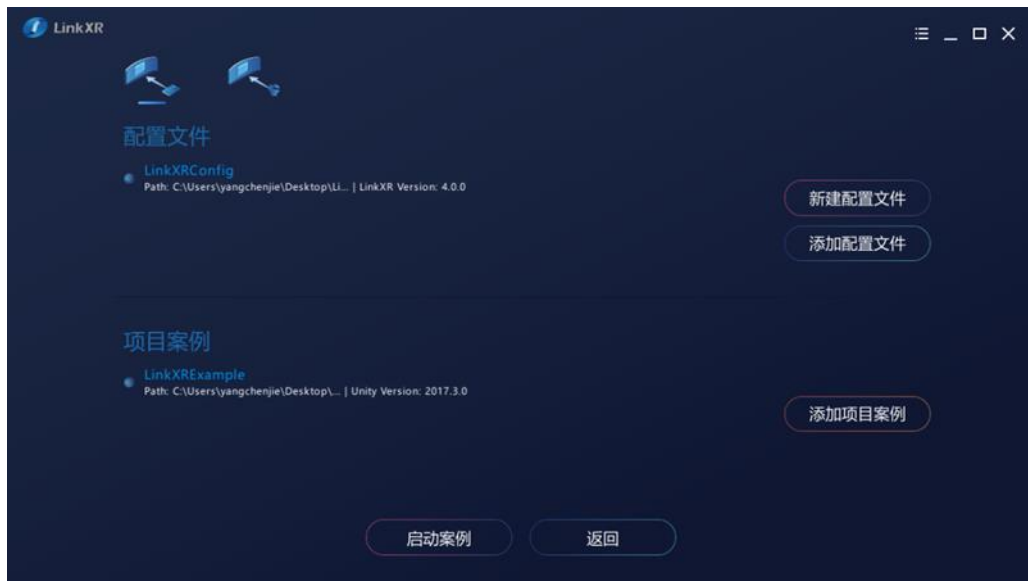 LinkXR
配置文件
LinkXRConfig
Path: C:\Users\yangchenjie\Desktop\Li... | LinkXR Version: 4.0.0
新建配置文件
添加配置文件
项目案例
LinkXRExample
Path: C:\Users\yangchenjie\Desktop\... | Unity Version: 2017.3.0
添加项目案例
启动案例
返回